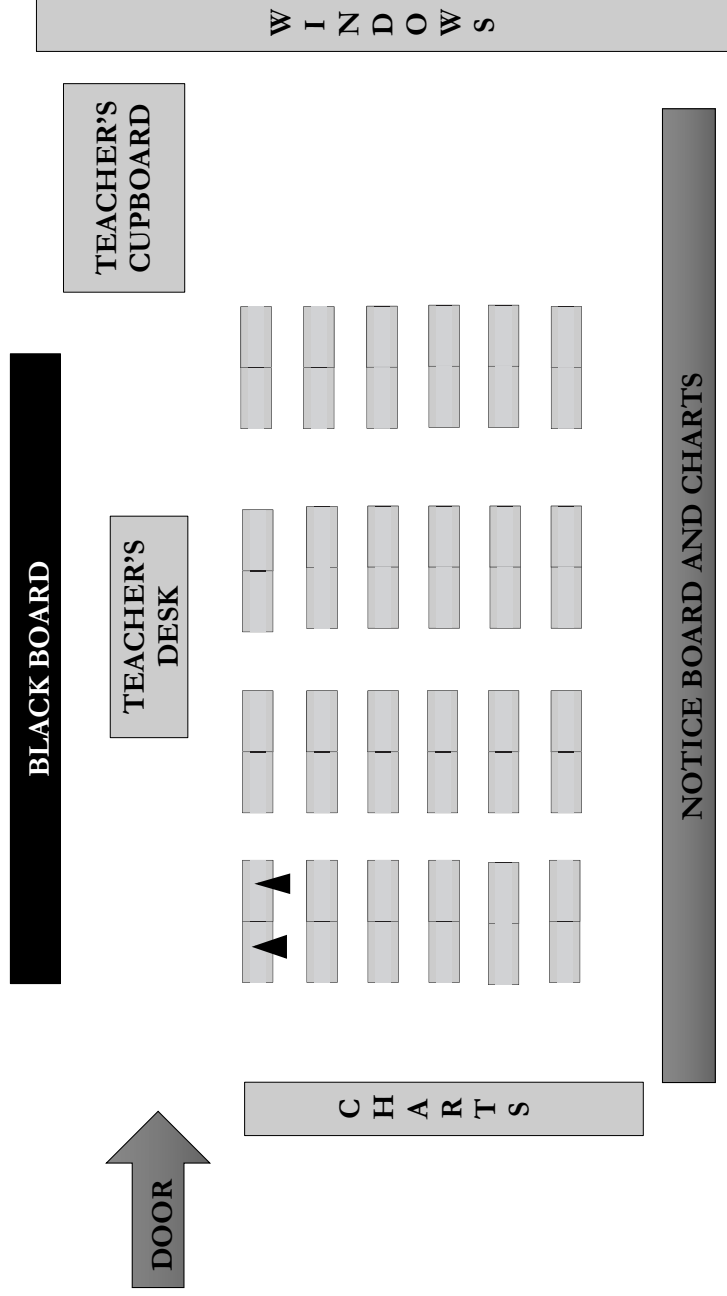 BLACK BOARD
TEACHER'S
CUPBOARD
TEACHER'S
DESK
DOOR
WINDOWS
CHARTS
NOTICE BOARD AND CHARTS